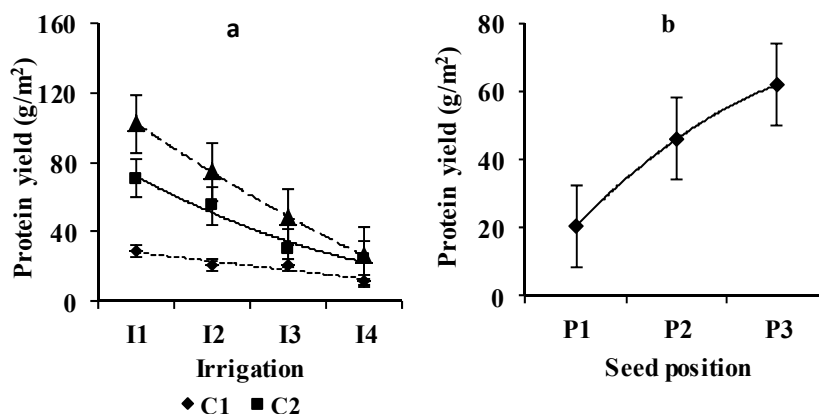 a
Protein yield (g/m²)
160
120
80
40
0
I1 I2 I3 I4
Irrigation
C1 C2
b
Protein yield (g/m²)
80
60
40
20
0
P1 P2 P3
Seed position